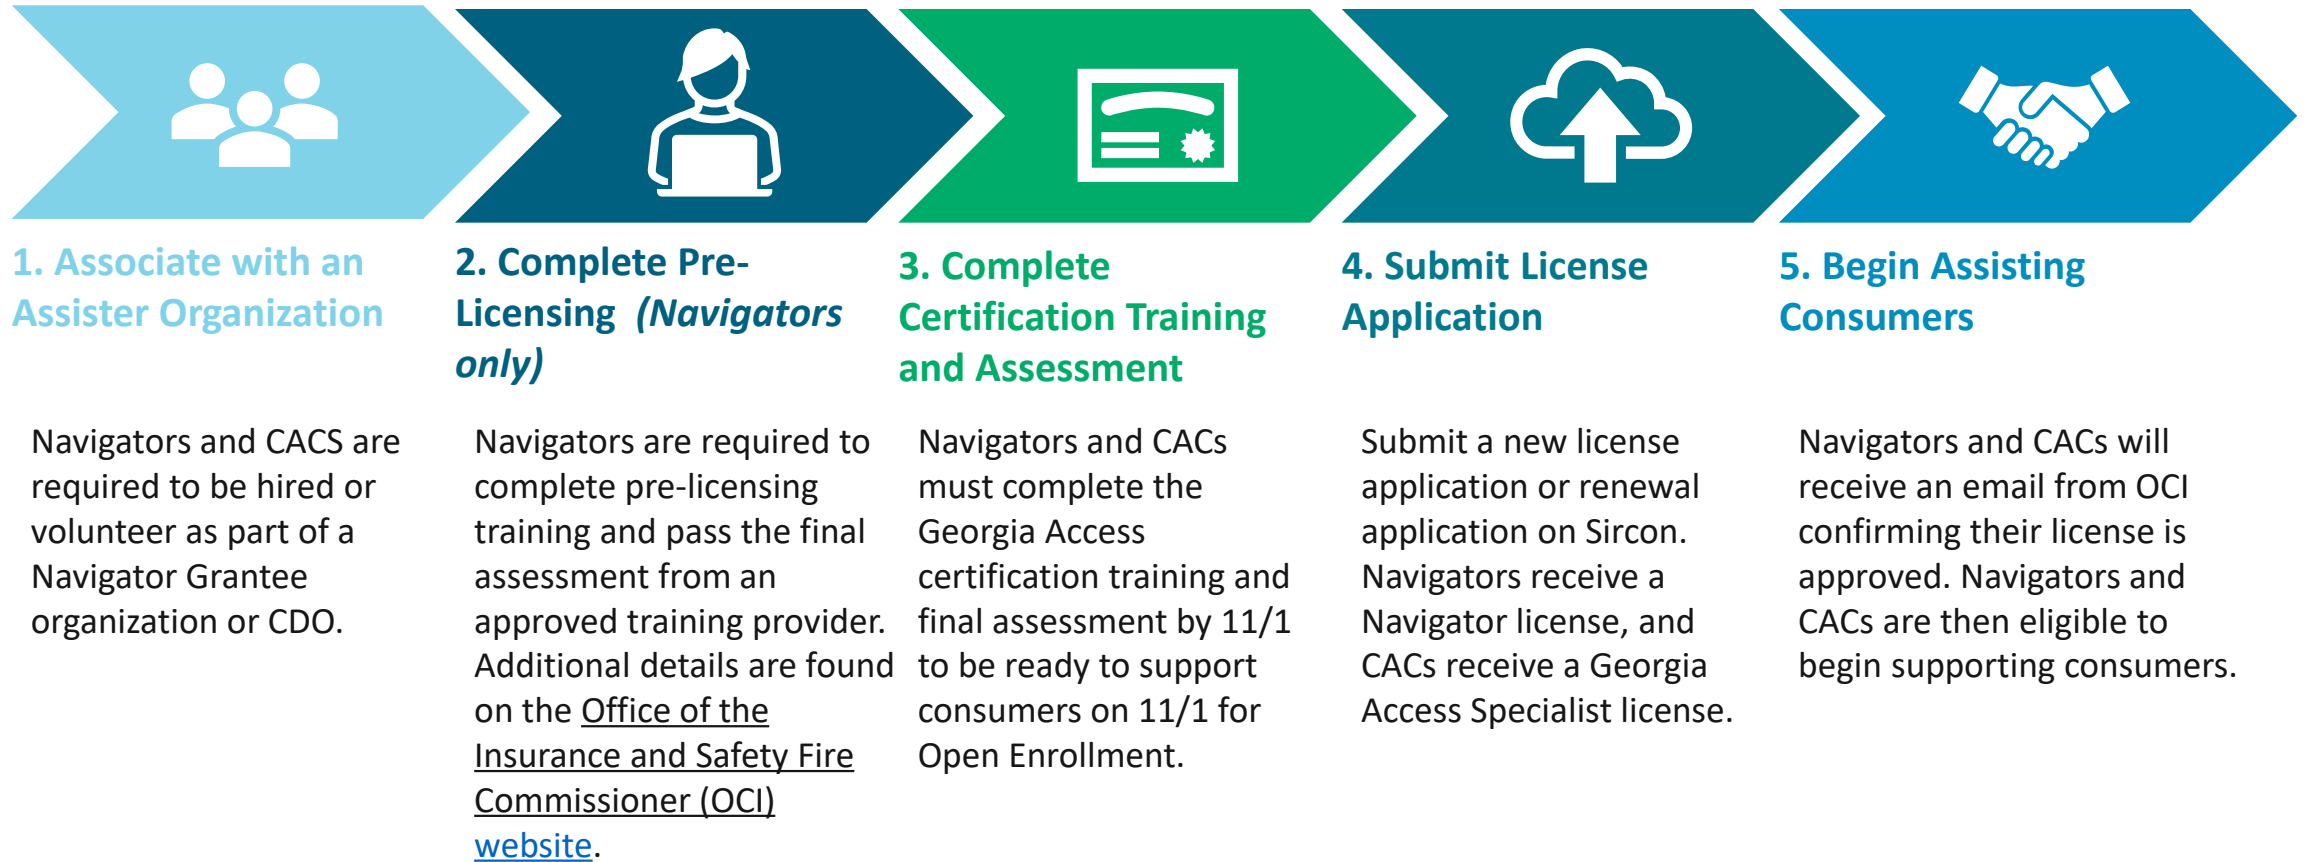 1. Associate with an
Assister Organization
Navigators and CACS are
required to be hired or
volunteer as part of a
Navigator Grantee
organization or CDO.
2. Complete Pre-
Licensing (Navigators
only)
Navigators are required to
complete pre-licensing
training and pass the final
assessment from an
approved training provider.
Additional details are found
on the Office of the
Insurance and Safety Fire
Commissioner (OCI)
website.
3. Complete
Certification Training
and Assessment
Navigators and CACs
must complete the
Georgia Access
certification training and
final assessment by 11/1
to be ready to support
consumers on 11/1 for
Open Enrollment.
4. Submit License
Application
Submit a new license
application or renewal
application on Sircon.
Navigators receive a
Navigator license, and
CACs receive a Georgia
Access Specialist license.
5. Begin Assisting
Consumers
Navigators and CACs will
receive an email from OCI
confirming their license is
approved. Navigators and
CACs are then eligible to
begin supporting consumers.